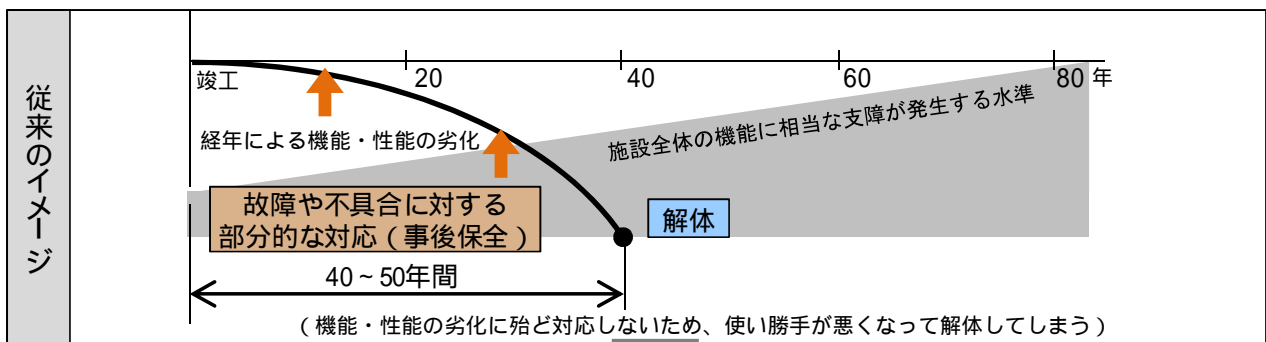 従来のイメージ
竣工
20
40
60
80 年
経年による機能・性能の劣化
施設全体の機能に相当な支障が発生する水準
故障や不具合に対する
部分的な対応（事後保全）
解体
40～50年間
（機能・性能の劣化に殆ど対応しないため、使い勝手が悪くなって解体してしまう）